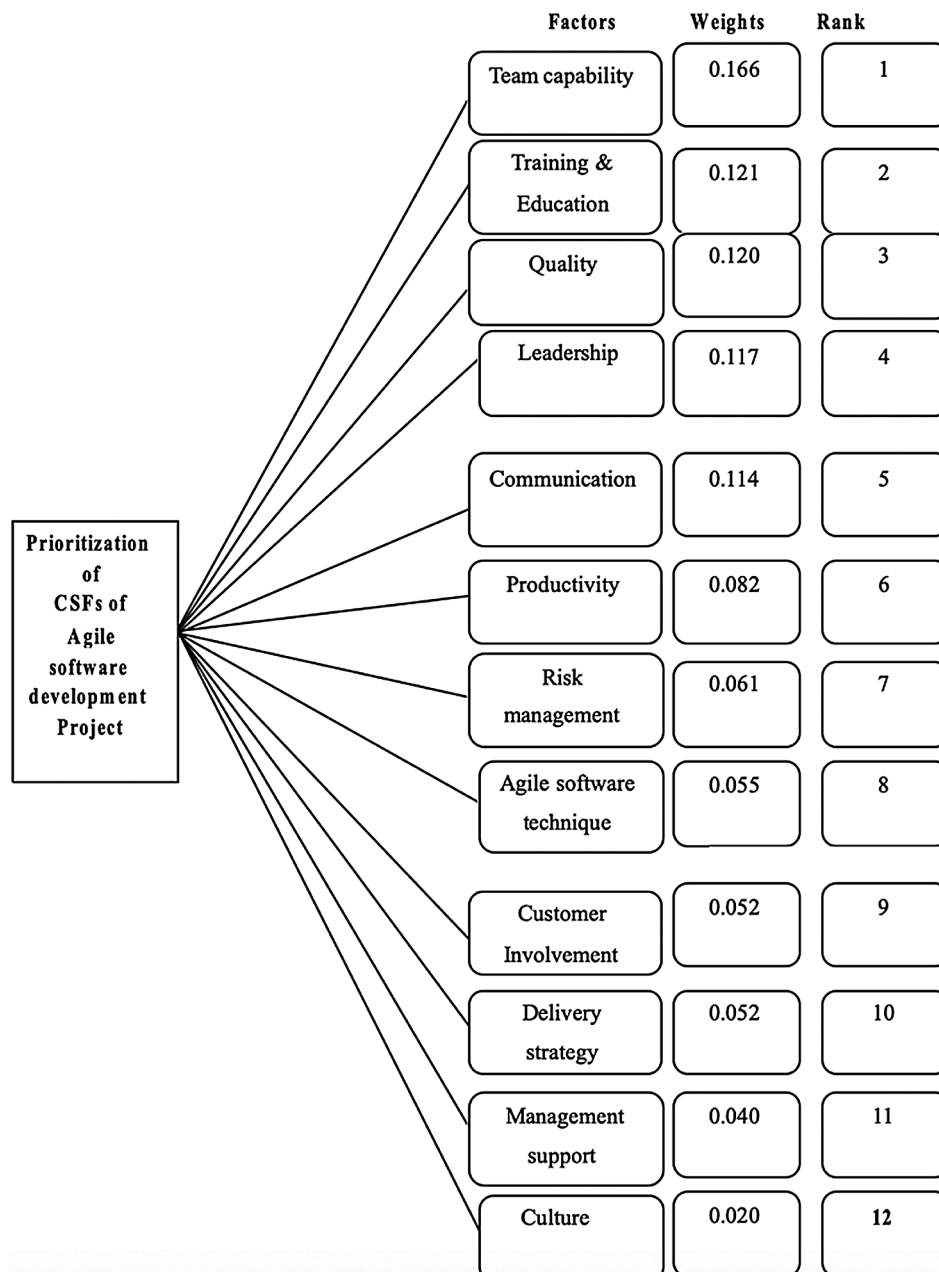 Factors Weights Rank
Team capability 0.166 1
Training &
Education
0.121 2
Quality 0.120 3
Leadership 0.117 4
Communication 0.114 5
Prioritization
of
CSFs of
Agile
software
development
Project
Productivity 0.082 6
Risk
management
0.061 7
Agile software
technique
0.055 8
Customer
Involvement
0.052 9
Delivery
strategy
0.052 10
Management
support
0.040 11
Culture 0.020 12